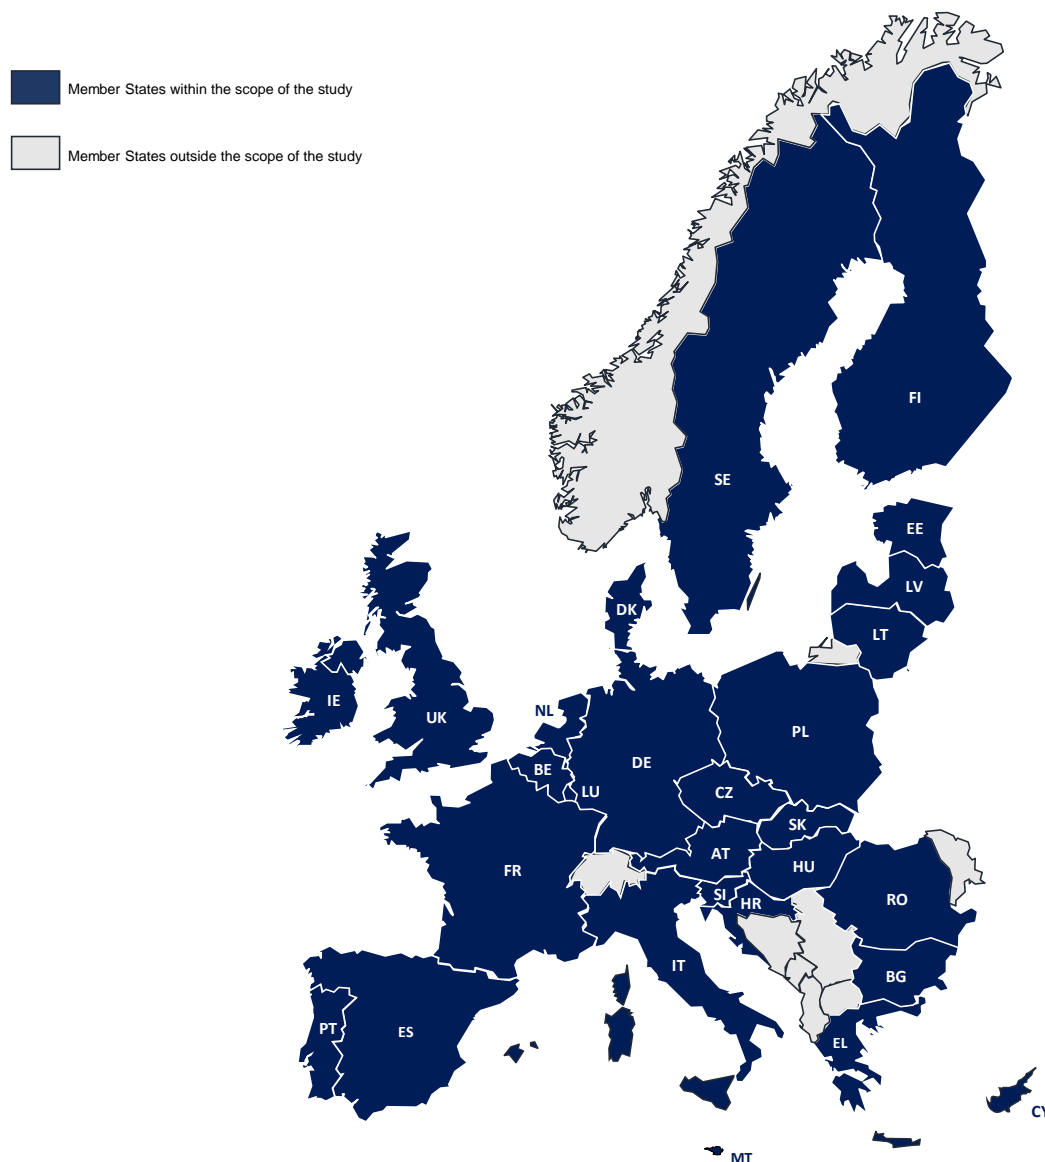 Member States within the scope of the study
Member States outside the scope of the study
FI
SE
EE
LV
DK
LT
IE
NL
UK
PL
DE
BE
LU
CZ
SK
AT
FR
HU
SI
HR
RO
IT
BG
PT
ES
EL
CY
MT